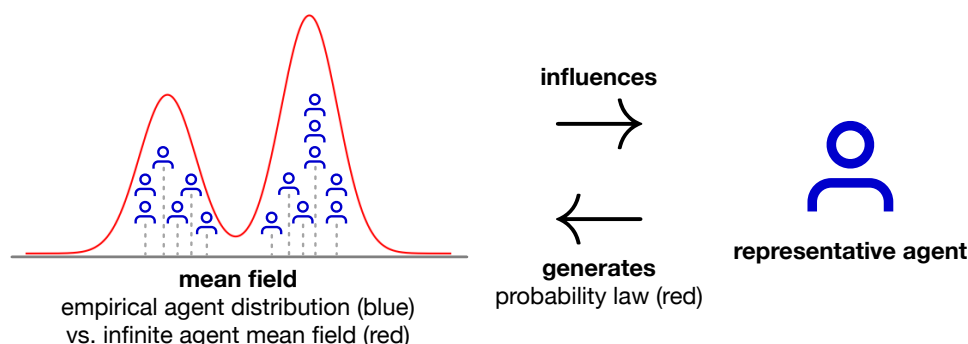 influences
generates
probability law (red)
representative agent
mean field
empirical agent distribution (blue)
vs. infinite agent mean field (red)